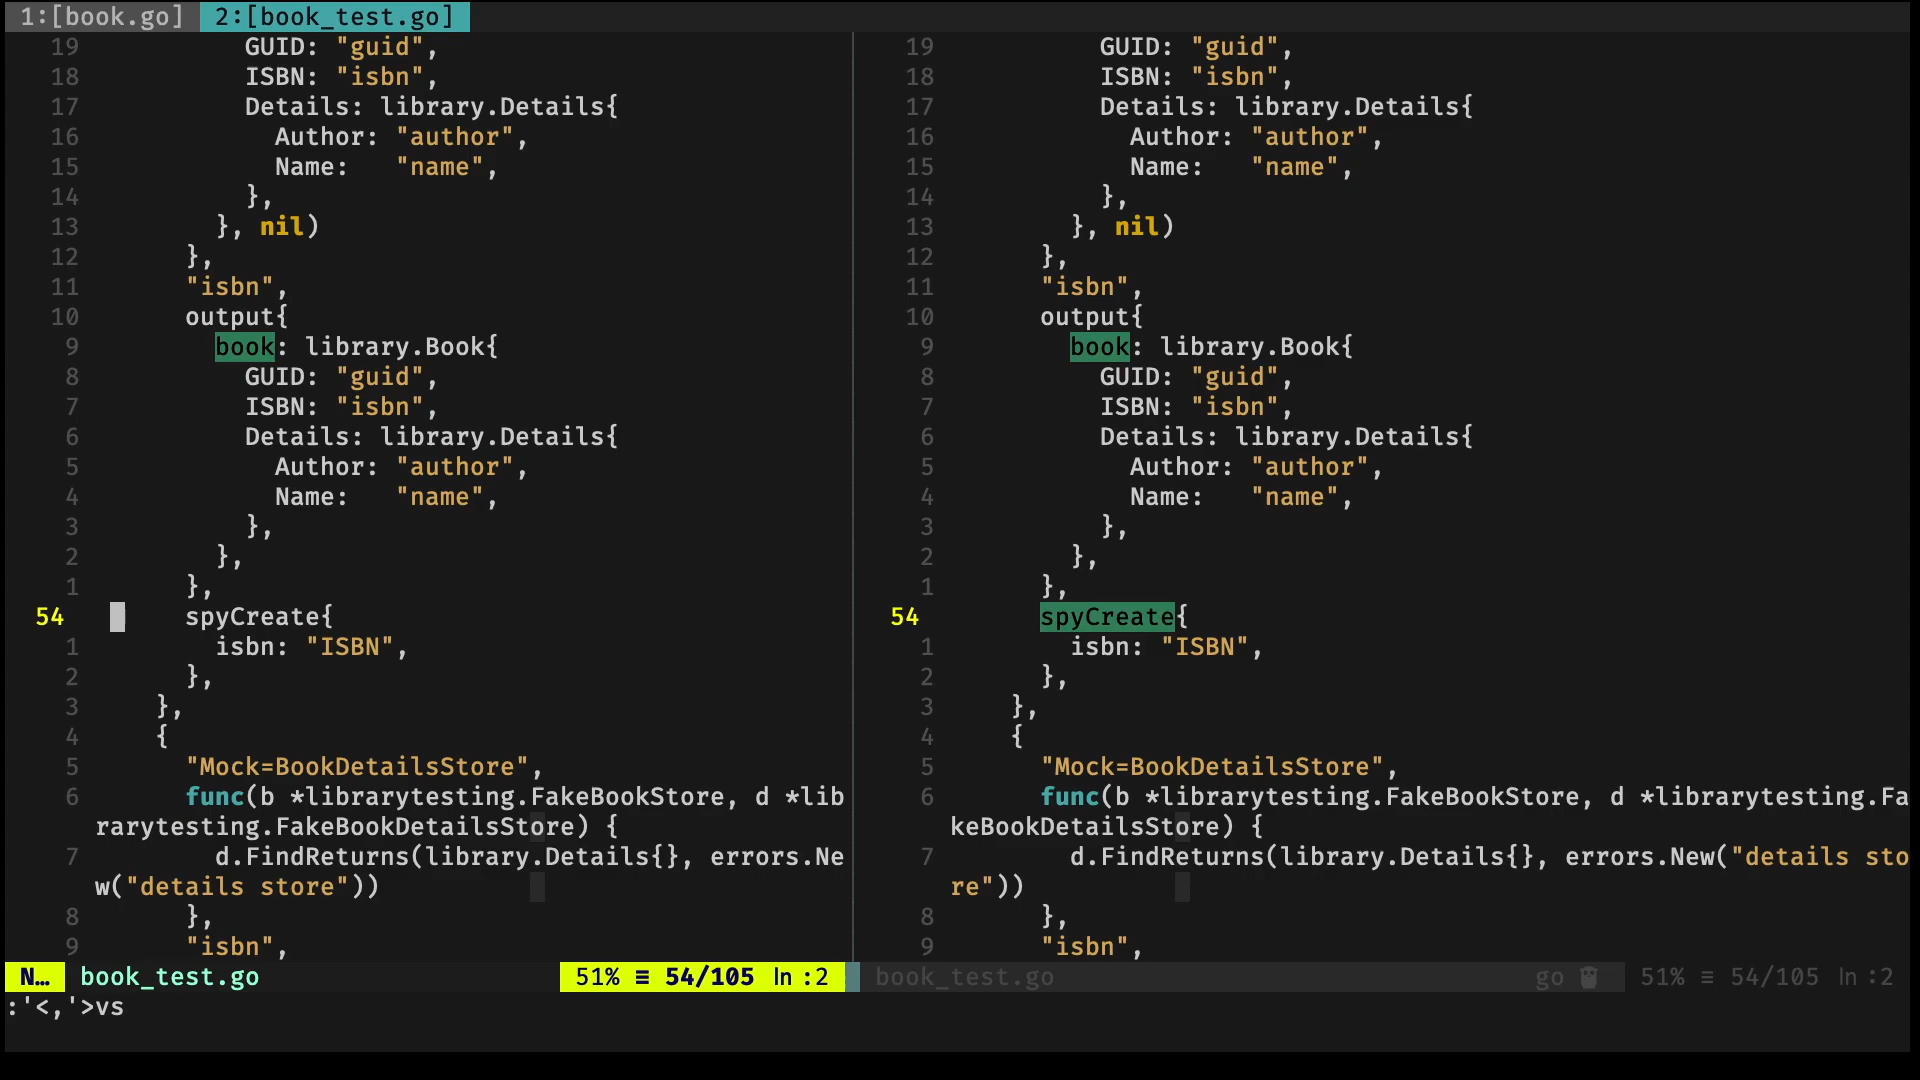 1:[book.go] 2:[book_test.go]
19 GUID: "guid",
18 ISBN: "isbn",
17 Details: library.Details{
16 Author: "author",
15 Name: "name",
14 },
13 }, nil)
12 },
11 "isbn",
10 output{
9 book: library.Book{
8 GUID: "guid",
7 ISBN: "isbn",
6 Details: library.Details{
5 Author: "author",
4 Name: "name",
3 },
2 },
1 },
54 spyCreate{
1 isbn: "ISBN",
2 },
3 },
4 {
5 "Mock=BookDetailsStore",
6 func(b *librarytesting.FakeBookStore, d *lib
rarytesting.FakeBookDetailsStore) {
7 d.FindReturns(library.Details{}, errors.Ne
w("details store"))
8 },
9 "isbn",
N… book_test.go 51% ≡ 54/105 ln :2
19 GUID: "guid",
18 ISBN: "isbn",
17 Details: library.Details{
16 Author: "author",
15 Name: "name",
14 },
13 }, nil)
12 },
11 "isbn",
10 output{
9 book: library.Book{
8 GUID: "guid",
7 ISBN: "isbn",
6 Details: library.Details{
5 Author: "author",
4 Name: "name",
3 },
2 },
1 },
54 spyCreate{
1 isbn: "ISBN",
2 },
3 },
4 {
5 "Mock=BookDetailsStore",
6 func(b *librarytesting.FakeBookStore, d *librarytesting.Fa
keBookDetailsStore) {
7 d.FindReturns(library.Details{}, errors.New("details sto
re"))
8 },
9 "isbn",
book_test.go go 51% ≡ 54/105 ln :2
:'<,'>vs